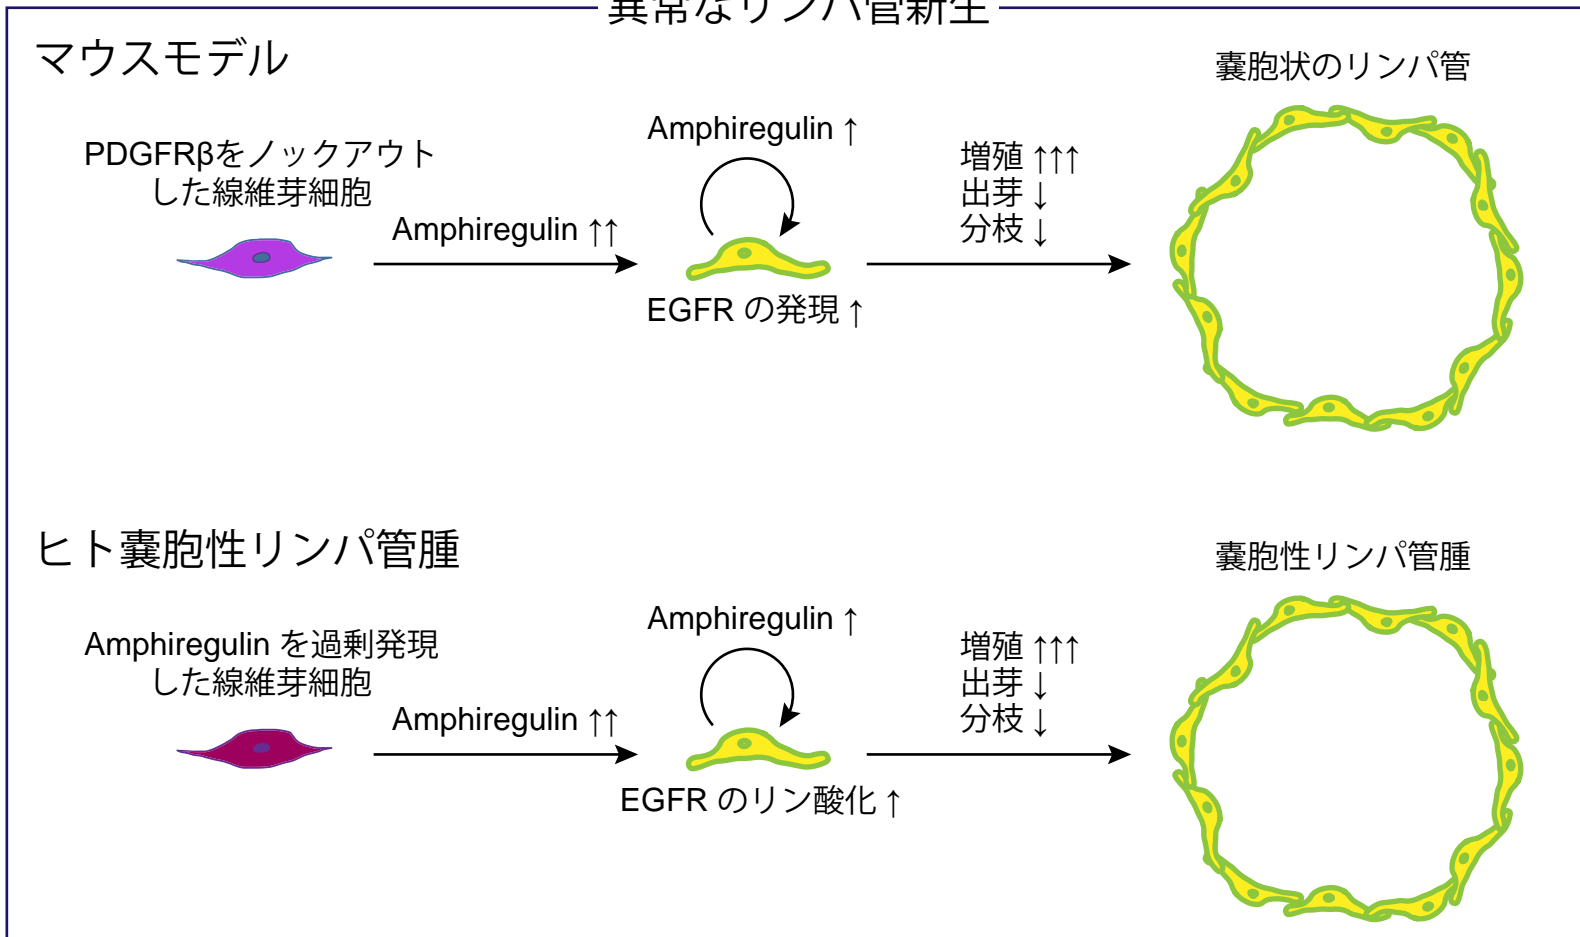 異常なリンパ管新生
マウスモデル
嚢胞状のリンパ管
PDGFRβをノックアウト
した線維芽細胞
Amphiregulin ↑↑
Amphiregulin ↑
EGFR の発現 ↑
増殖 ↑↑↑
出芽 ↓
分枝 ↓
ヒト嚢胞性リンパ管腫
嚢胞性リンパ管腫
Amphiregulin を過剰発現
した線維芽細胞
Amphiregulin ↑↑
Amphiregulin ↑
EGFR のリン酸化 ↑
増殖 ↑↑↑
出芽 ↓
分枝 ↓